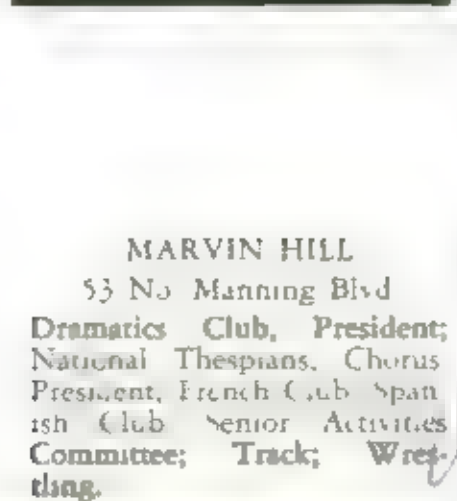 MARVIN HILL
53 No Manning Blvd
Dramatics Club, President;
National Thespians, Chorus
President, French Club Span
ish Club Senior Activities
Committee; Track; Wres-
tling.